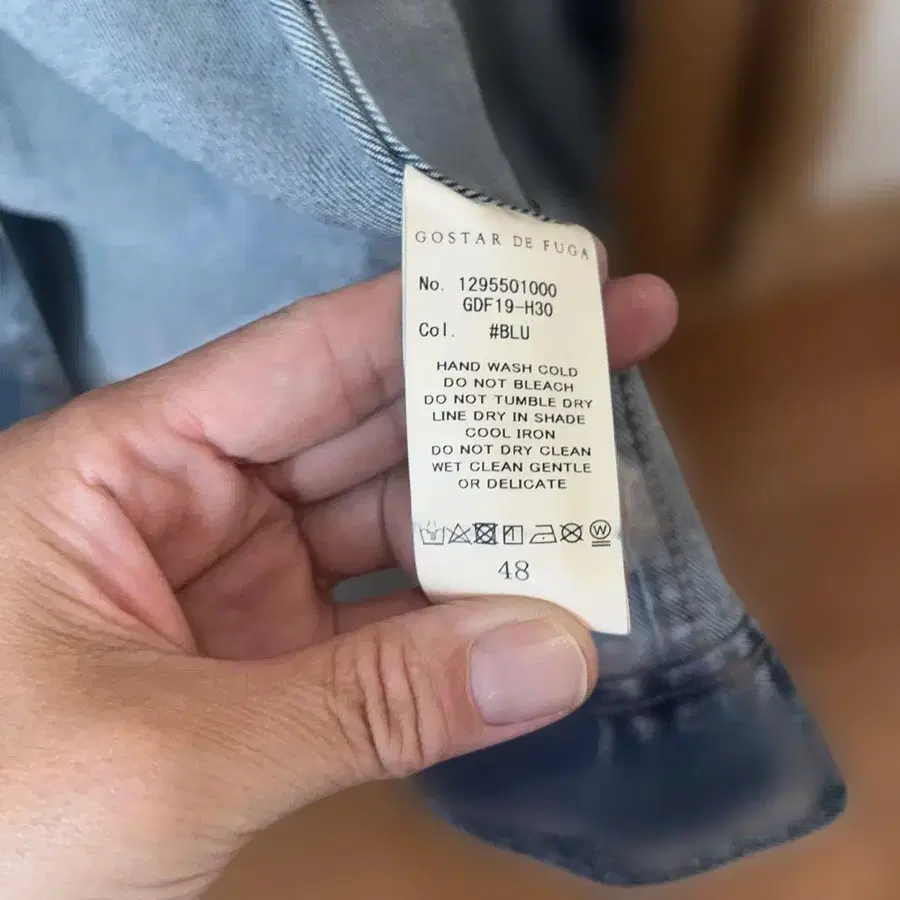 GOSTAR DE FUGA
No. 1295501000
GDF19-H30
Col. #BLU
HAND WASH COLD
DO NOT BLEACH
DO NOT TUMBLE DRY
LINE DRY IN SHADE
COOL IRON
DO NOT DRY CLEAN
WET CLEAN GENTLE
OR DELICATE
W
48